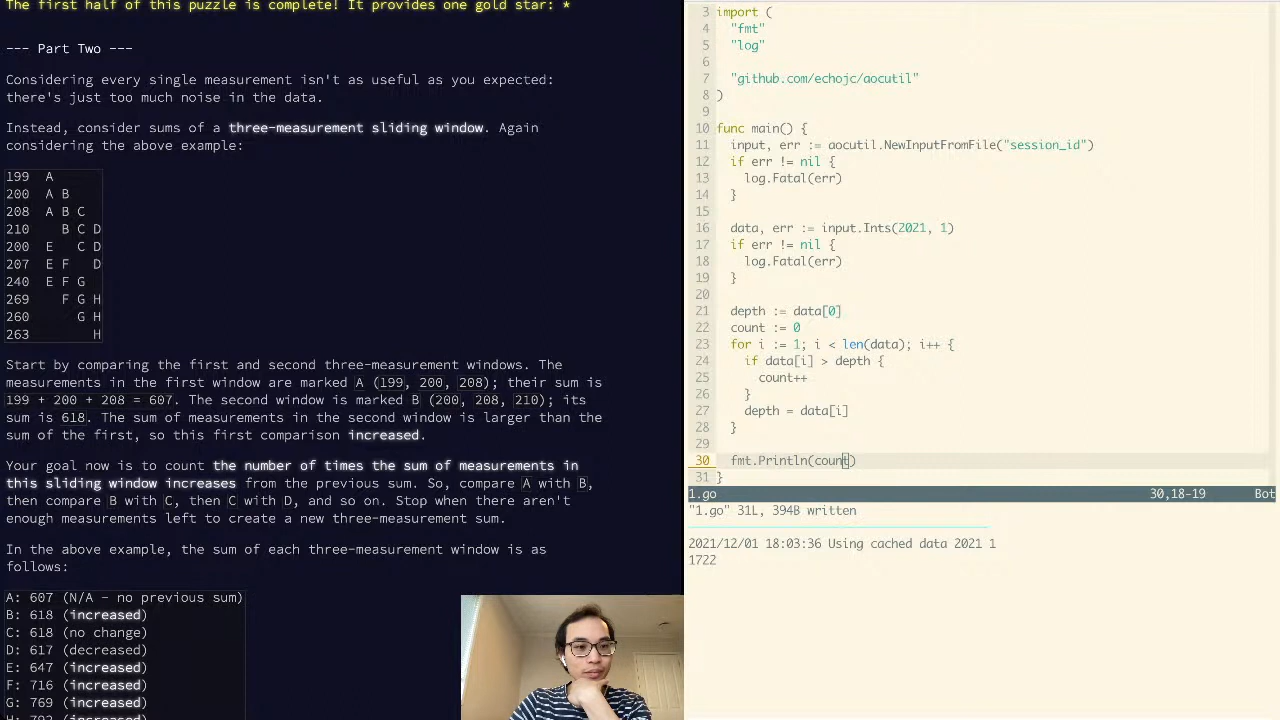 The first half of this puzzle is complete! It provides one gold star: *
--- Part Two ---
Considering every single measurement isn't as useful as you expected:
there's just too much noise in the data.
Instead, consider sums of a three-measurement sliding window. Again
considering the above example:
199  A
200  A B
208  A B C
210    B C D
200  E   C D
207  E F   D
240  E F G
269    F G H
260      G H
263        H
Start by comparing the first and second three-measurement windows. The
measurements in the first window are marked A (199, 200, 208); their sum is
199 + 200 + 208 = 607. The second window is marked B (200, 208, 210); its
sum is 618. The sum of measurements in the second window is larger than the
sum of the first, so this first comparison increased.
Your goal now is to count the number of times the sum of measurements in
this sliding window increases from the previous sum. So, compare A with B,
then compare B with C, then C with D, and so on. Stop when there aren't
enough measurements left to create a new three-measurement sum.
In the above example, the sum of each three-measurement window is as
follows:
A: 607 (N/A - no previous sum)
B: 618 (increased)
C: 618 (no change)
D: 617 (decreased)
E: 647 (increased)
F: 716 (increased)
G: 769 (increased)
H: 792 (increased)
3 import (
4   "fmt"
5   "log"
6
7   "github.com/echojc/aocutil"
8 )
9
10 func main() {
11   input, err := aocutil.NewInputFromFile("session_id")
12   if err != nil {
13     log.Fatal(err)
14   }
15
16   data, err := input.Ints(2021, 1)
17   if err != nil {
18     log.Fatal(err)
19   }
20
21   depth := data[0]
22   count := 0
23   for i := 1; i < len(data); i++ {
24     if data[i] > depth {
25       count++
26     }
27     depth = data[i]
28   }
29
30   fmt.Println(count)
31 }
1.go 30,18-19 Bot
"1.go" 31L, 394B written
2021/12/01 18:03:36 Using cached data 2021 1
1722